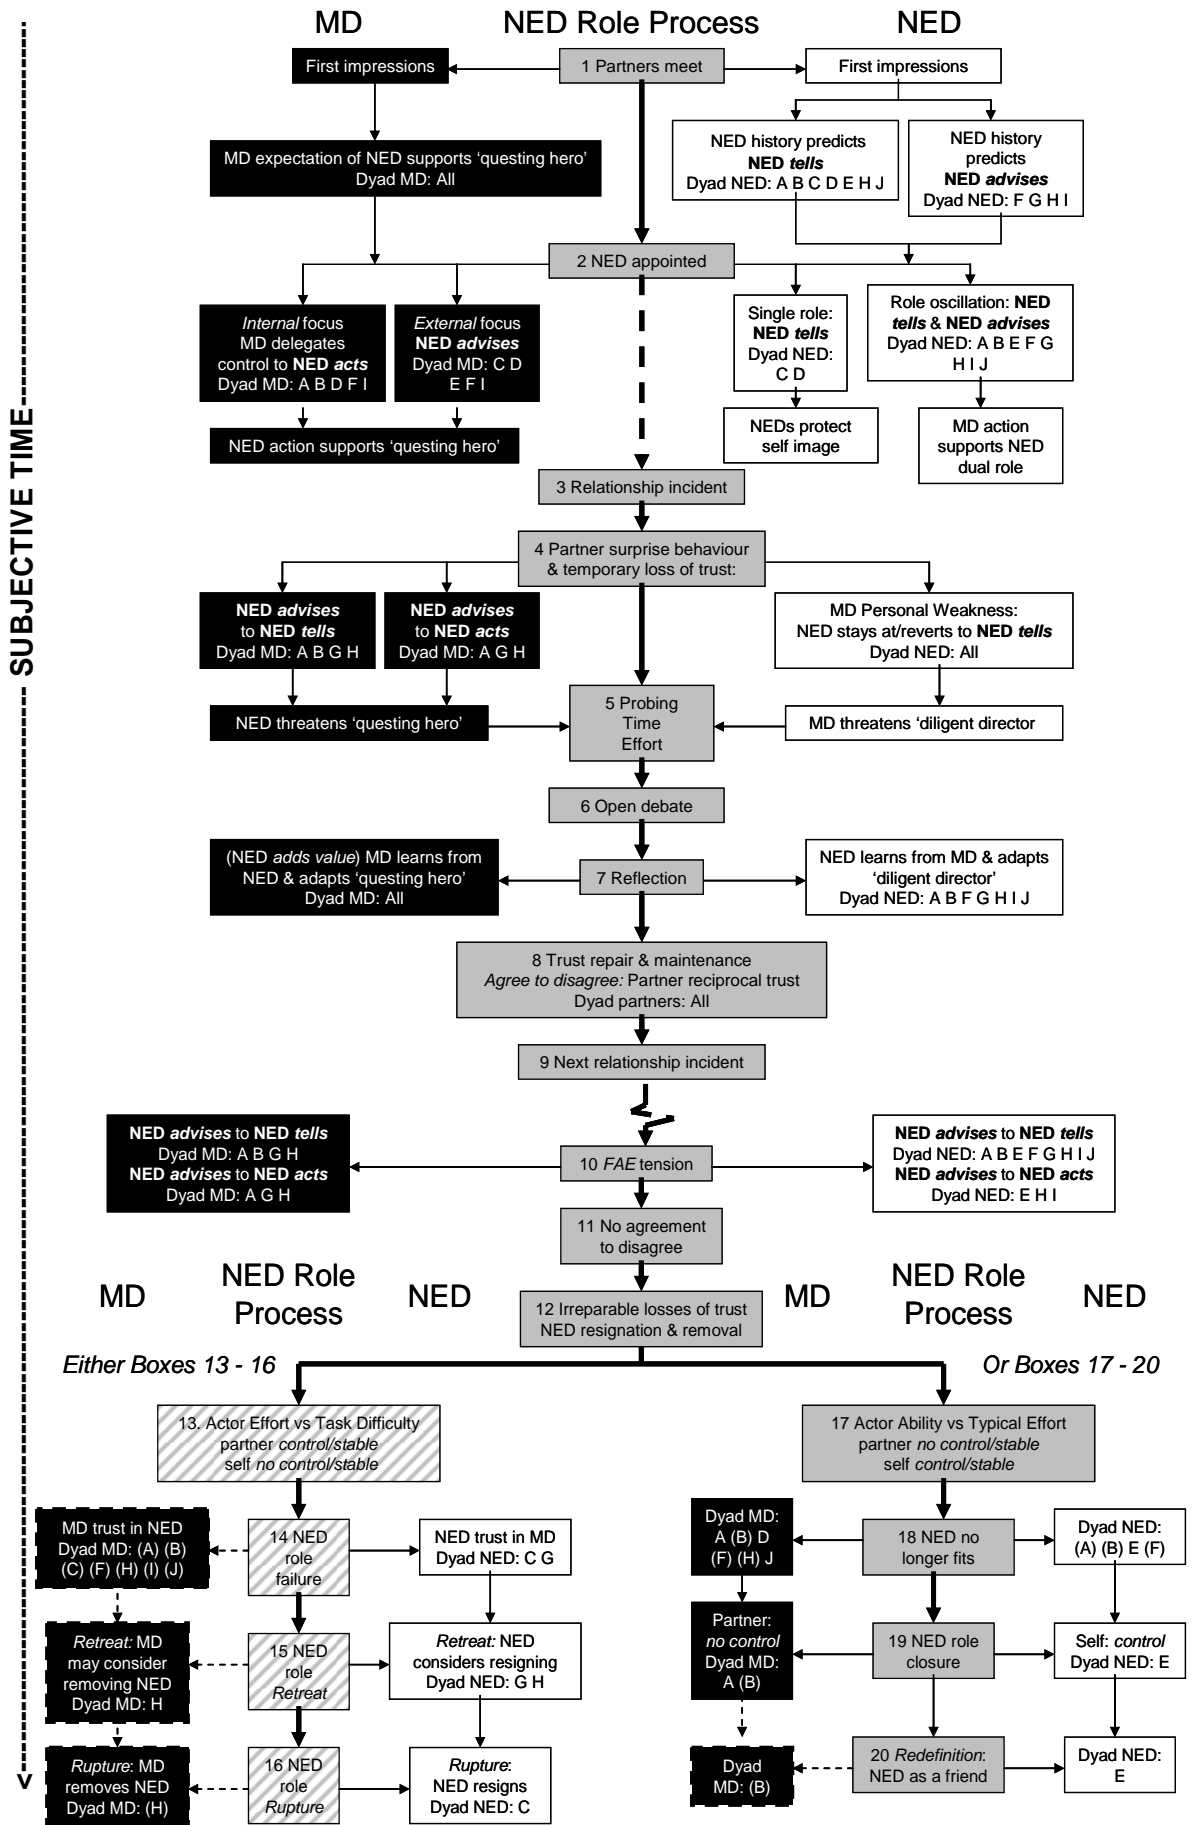 MD
NED Role Process
NED
First impressions
1 Partners meet
First impressions
MD expectation of NED supports ‘questing hero’
Dyad MD: All
NED history predicts
NED tells
Dyad NED: A B C D E H J
NED history
predicts
NED advises
Dyad NED: F G H I
2 NED appointed
Internal focus
MD delegates
control to NED acts
Dyad MD: A B D F I
External focus
NED advises
Dyad MD: C D
E F I
Single role:
NED tells
Dyad NED:
C D
Role oscillation: NED
tells & NED advises
Dyad NED: A B E F G
H I J
NED action supports ‘questing hero’
NEDs protect
self image
MD action
supports NED
dual role
SUBJECTIVE TIME
3 Relationship incident
4 Partner surprise behaviour
& temporary loss of trust:
NED advises
to NED tells
Dyad MD: A B G H
NED advises
to NED acts
Dyad MD: A G H
MD Personal Weakness:
NED stays at/reverts to NED tells
Dyad NED: All
NED threatens ‘questing hero’
5 Probing
Time
Effort
MD threatens ‘diligent director
6 Open debate
(NED adds value) MD learns from
NED & adapts ‘questing hero’
Dyad MD: All
7 Reflection
NED learns from MD & adapts
‘diligent director’
Dyad NED: A B F G H I J
8 Trust repair & maintenance
Agree to disagree: Partner reciprocal trust
Dyad partners: All
9 Next relationship incident
NED advises to NED tells
Dyad MD: A B G H
NED advises to NED acts
Dyad MD: A G H
10 FAE tension
NED advises to NED tells
Dyad NED: A B E F G H I J
NED advises to NED acts
Dyad NED: E H I
11 No agreement
to disagree
MD
NED Role
Process
NED
12 Irreparable losses of trust
NED resignation & removal
MD
NED Role
Process
NED
Either Boxes 13 - 16
Or Boxes 17 - 20
13. Actor Effort vs Task Difficulty
partner control/stable
self no control/stable
17 Actor Ability vs Typical Effort
partner no control/stable
self control/stable
MD trust in NED
Dyad MD: (A) (B)
(C) (F) (H) (I) (J)
14 NED
role
failure
NED trust in MD
Dyad NED: C G
Dyad MD:
A (B) D
(F) (H) J
18 NED no
longer fits
Dyad NED:
(A) (B) E (F)
Retreat: MD
may consider
removing NED
Dyad MD: H
15 NED
role
Retreat
Retreat: NED
considers resigning
Dyad NED: G H
Partner:
no control
Dyad MD:
A (B)
19 NED role
closure
Self: control
Dyad NED: E
Rupture: MD
removes NED
Dyad MD: (H)
16 NED
role
Rupture
Rupture:
NED resigns
Dyad NED: C
Dyad
MD: (B)
20 Redefinition:
NED as a friend
Dyad NED:
E